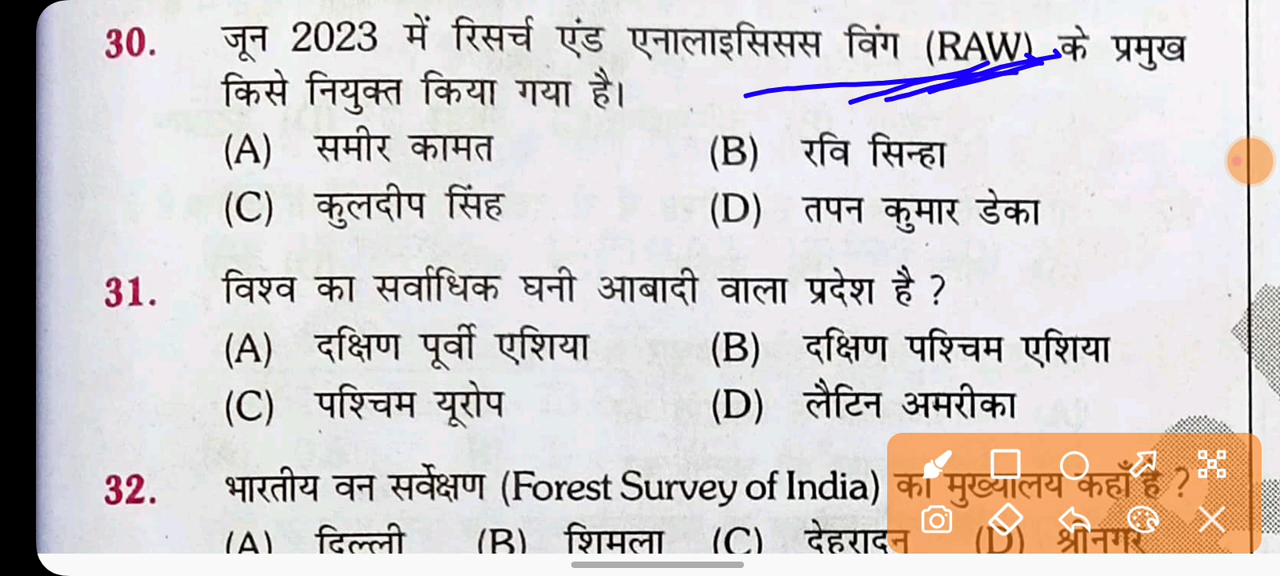 30. जून 2023 में रिसर्च एंड एनालाइसिसस विंग (RAW) के प्रमुख
किसे नियुक्त किया गया है।
(A) समीर कामत (B) रवि सिन्हा
(C) कुलदीप सिंह (D) तपन कुमार डेका
31. विश्व का सर्वाधिक घनी आबादी वाला प्रदेश है ?
(A) दक्षिण पूर्वी एशिया (B) दक्षिण पश्चिम एशिया
(C) पश्चिम यूरोप (D) लैटिन अमरीका
32. भारतीय वन सर्वेक्षण (Forest Survey of India) का मुख्यालय कहाँ है ?
(A) दिल्ली (B) शिमला (C) देहरादून (D) श्रीनगर